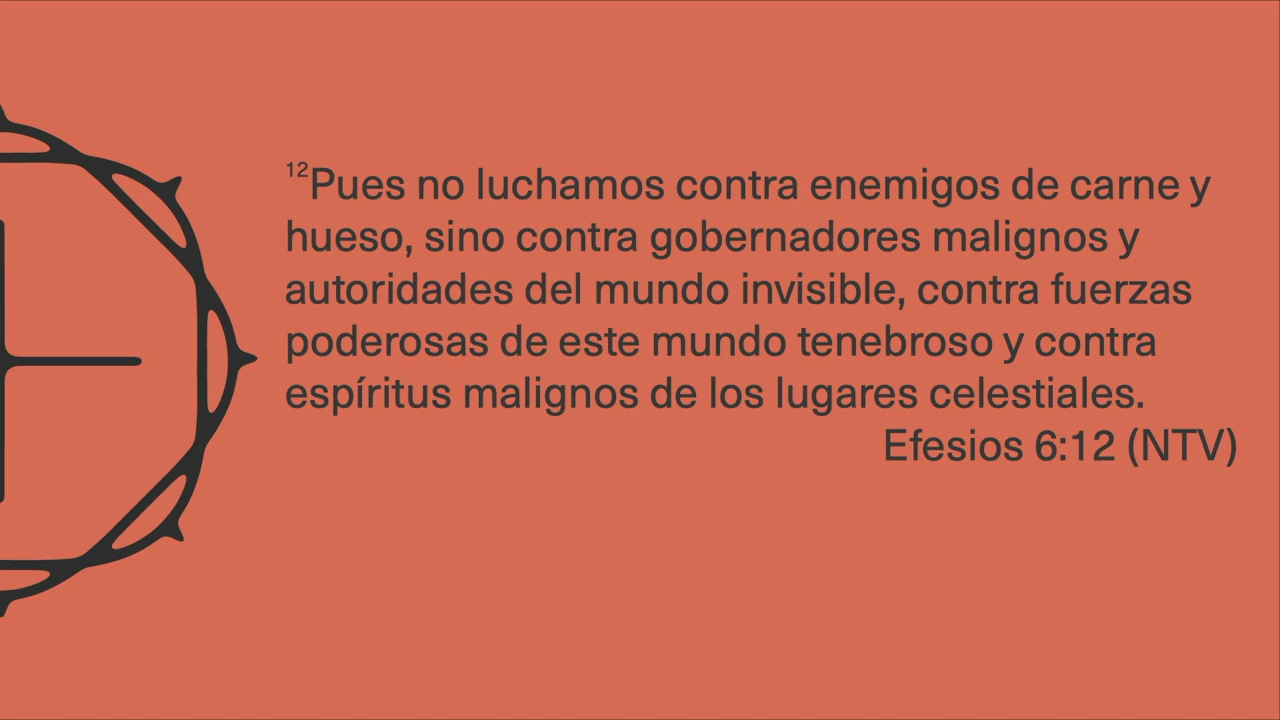 12Pues no luchamos contra enemigos de carne y
hueso, sino contra gobernadores malignos y
autoridades del mundo invisible, contra fuerzas
poderosas de este mundo tenebroso y contra
espíritus malignos de los lugares celestiales.
Efesios 6:12 (NTV)